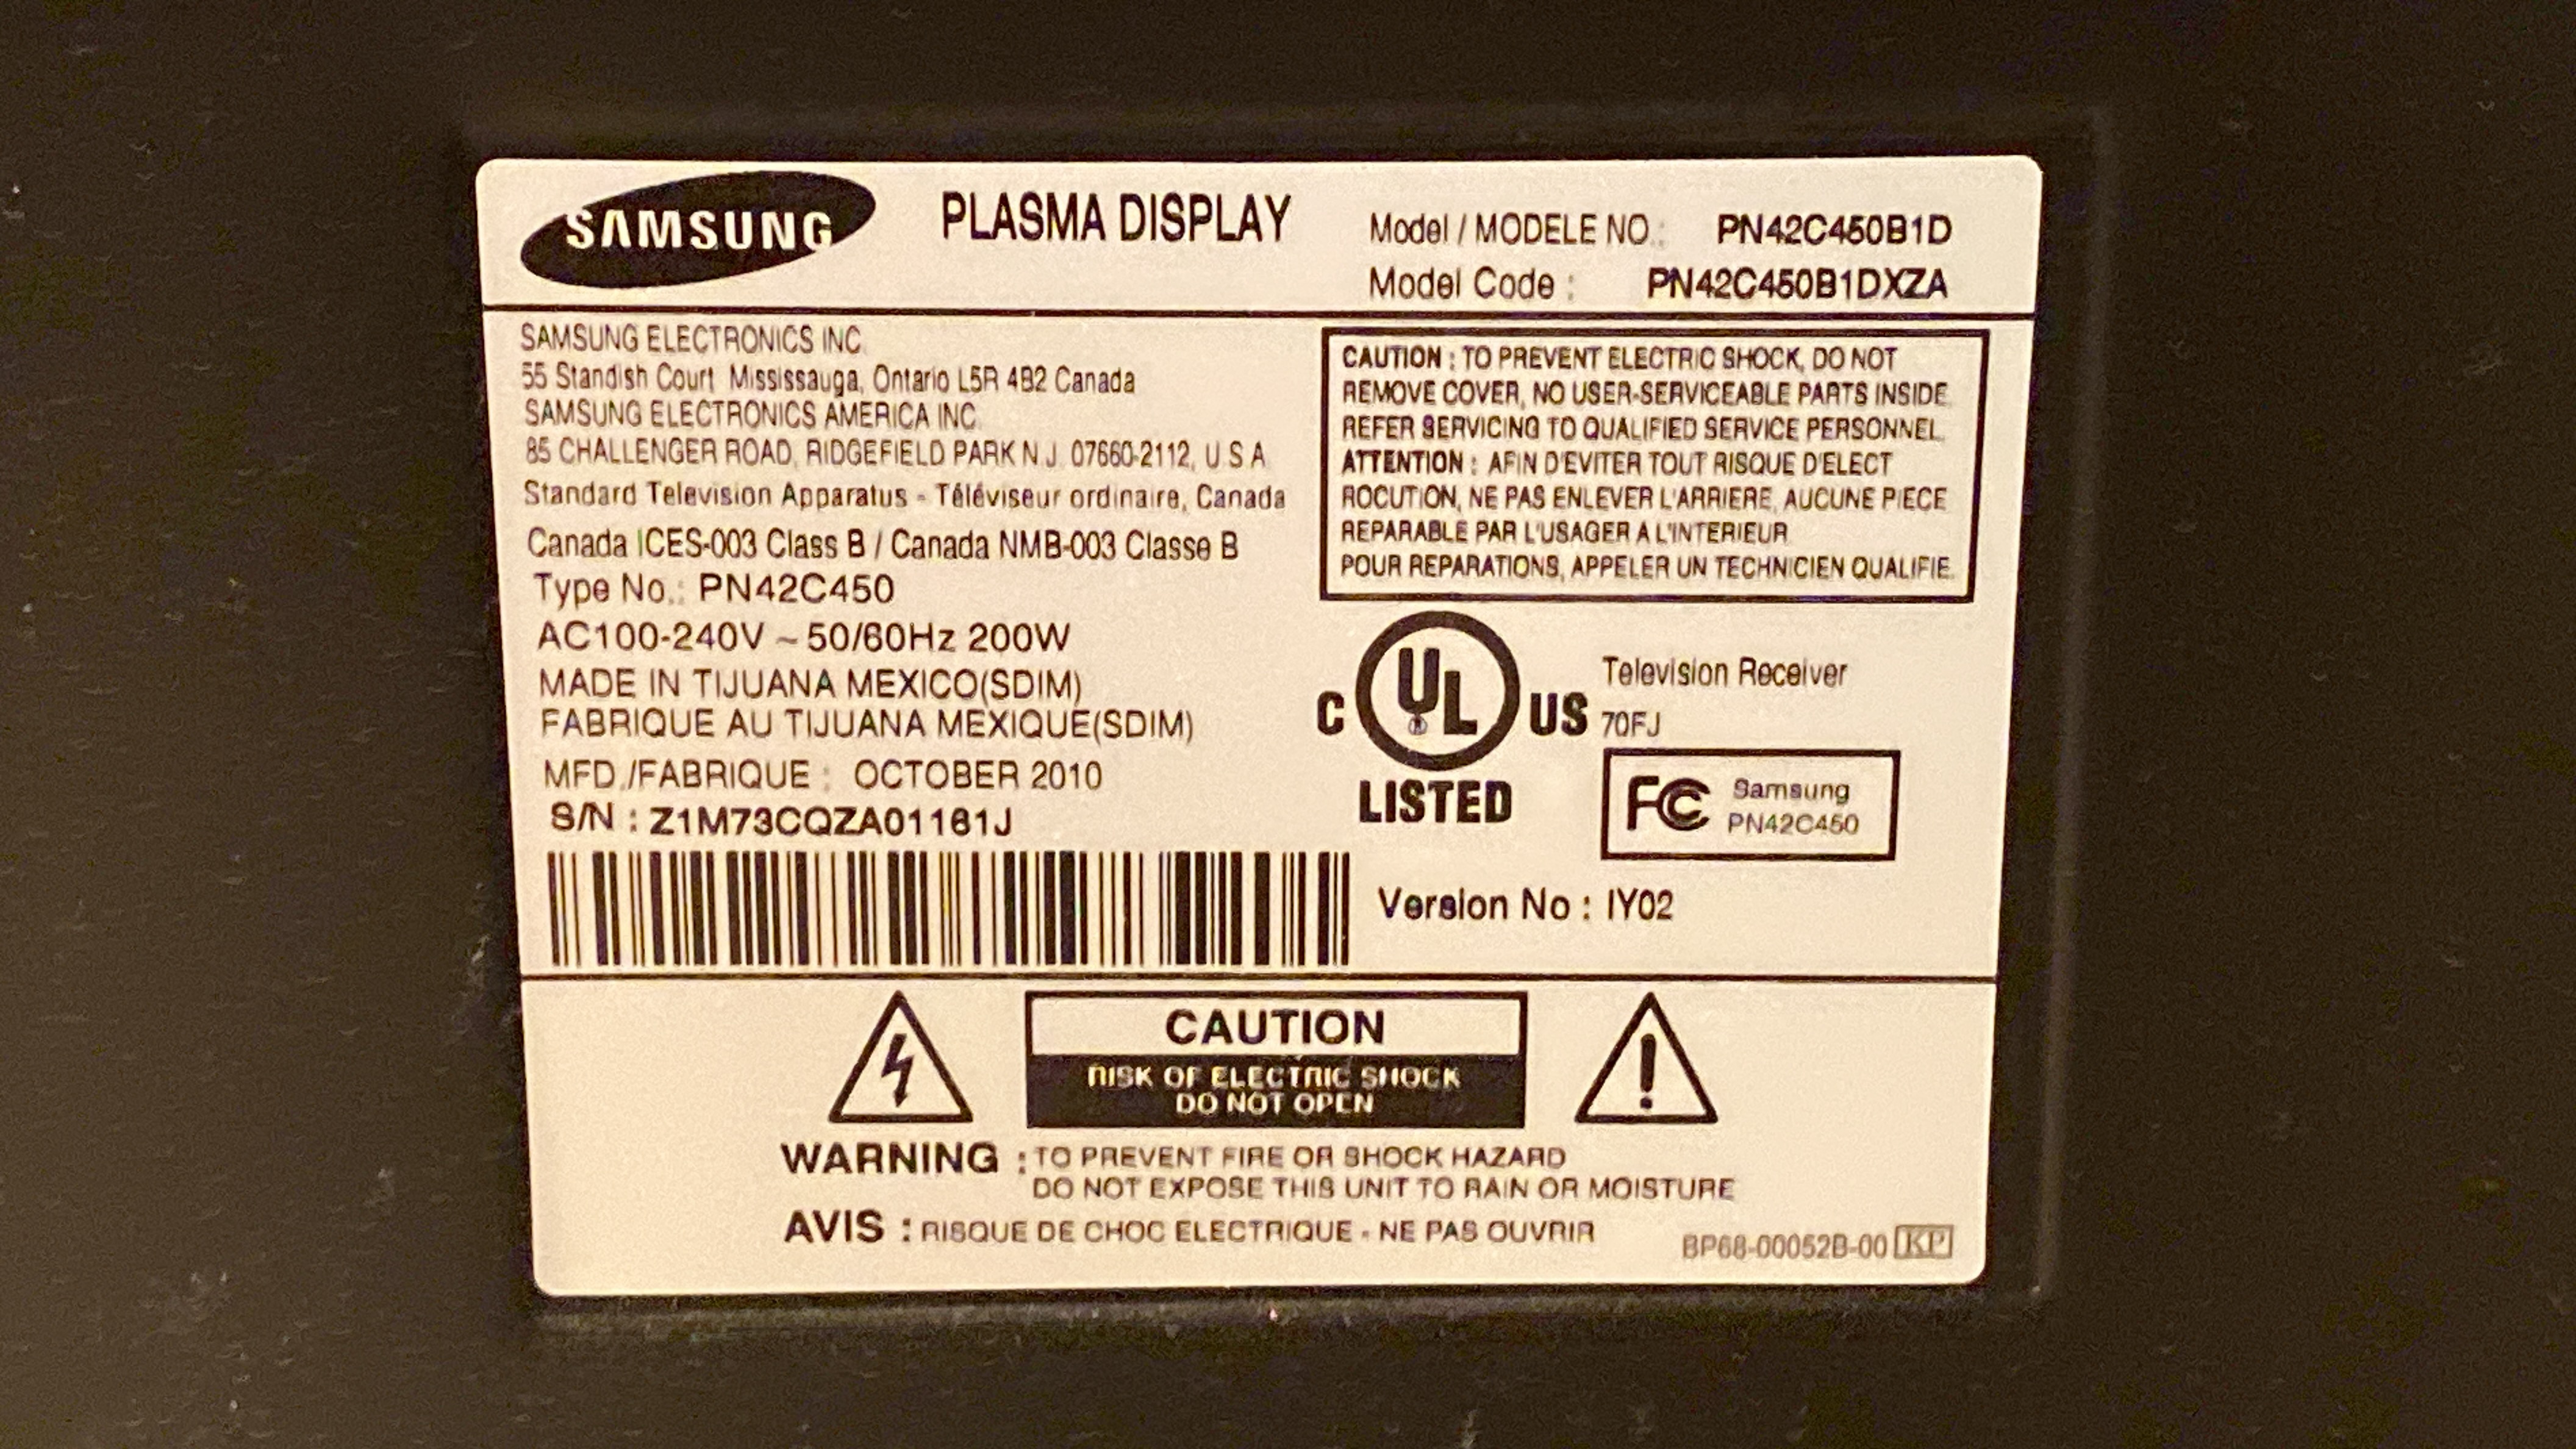 SAMSUNG
PLASMA DISPLAY
Model / MODELE NO.: PN42C450B1D
Model Code : PN42C450B1DXZA
SAMSUNG ELECTRONICS INC.
55 Standish Court Mississauga, Ontario L5R 4B2 Canada
SAMSUNG ELECTRONICS AMERICA INC.
85 CHALLENGER ROAD, RIDGEFIELD PARK N.J. 07660-2112, U.S.A.
Standard Television Apparatus - Téléviseur ordinaire, Canada
Canada ICES-003 Class B / Canada NMB-003 Classe B
Type No.: PN42C450
AC100-240V ~ 50/60Hz 200W
MADE IN TIJUANA MEXICO(SDIM)
FABRIQUE AU TIJUANA MEXIQUE(SDIM)
MFD./FABRIQUE : OCTOBER 2010
S/N : Z1M73CQZA01161J
CAUTION : TO PREVENT ELECTRIC SHOCK, DO NOT
REMOVE COVER, NO USER-SERVICEABLE PARTS INSIDE.
REFER SERVICING TO QUALIFIED SERVICE PERSONNEL.
ATTENTION : AFIN D'EVITER TOUT RISQUE D'ELECT
ROCUTION, NE PAS ENLEVER L'ARRIERE, AUCUNE PIECE
REPARABLE PAR L'USAGER A L'INTERIEUR
POUR REPARATIONS, APPELER UN TECHNICIEN QUALIFIE.
C UL US
LISTED
Television Receiver
70FJ
FC Samsung
PN42C450
Version No : IY02
CAUTION
RISK OF ELECTRIC SHOCK
DO NOT OPEN
WARNING : TO PREVENT FIRE OR SHOCK HAZARD
DO NOT EXPOSE THIS UNIT TO RAIN OR MOISTURE
AVIS : RISQUE DE CHOC ELECTRIQUE - NE PAS OUVRIR
BP68-00052B-00 KP